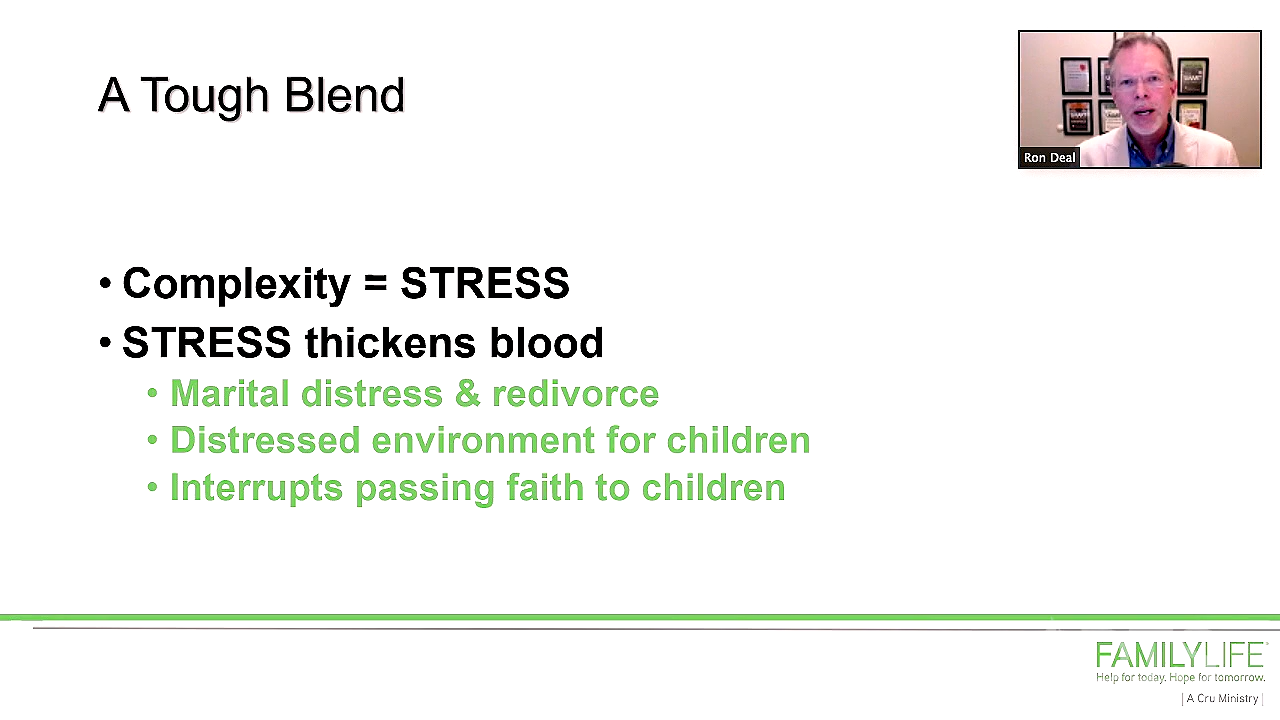 A Tough Blend
Ron Deal
• Complexity = STRESS
• STRESS thickens blood
• Marital distress & redivorce
• Distressed environment for children
• Interrupts passing faith to children
FAMILYLIFE
Help for today. Hope for tomorrow.
| A Cru Ministry |